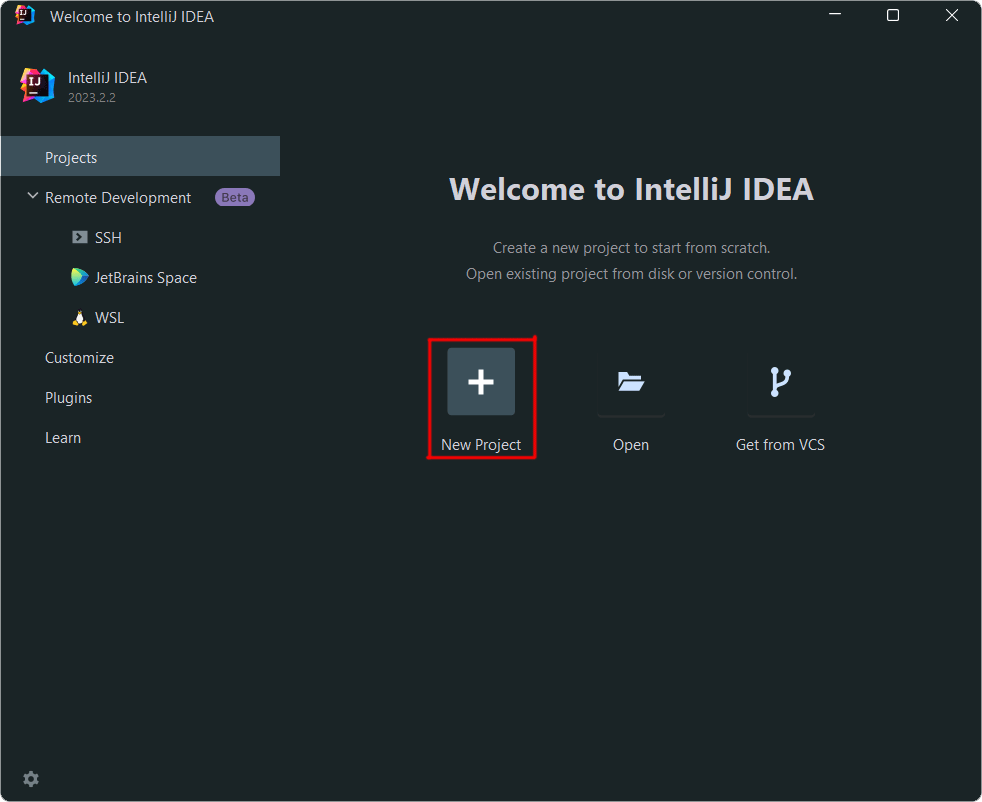 Welcome to IntelliJ IDEA
IJ
IntelliJ IDEA
2023.2.2
Projects
Remote Development Beta
SSH
JetBrains Space
WSL
Customize
Plugins
Learn
Welcome to IntelliJ IDEA
Create a new project to start from scratch.
Open existing project from disk or version control.
New Project Open Get from VCS